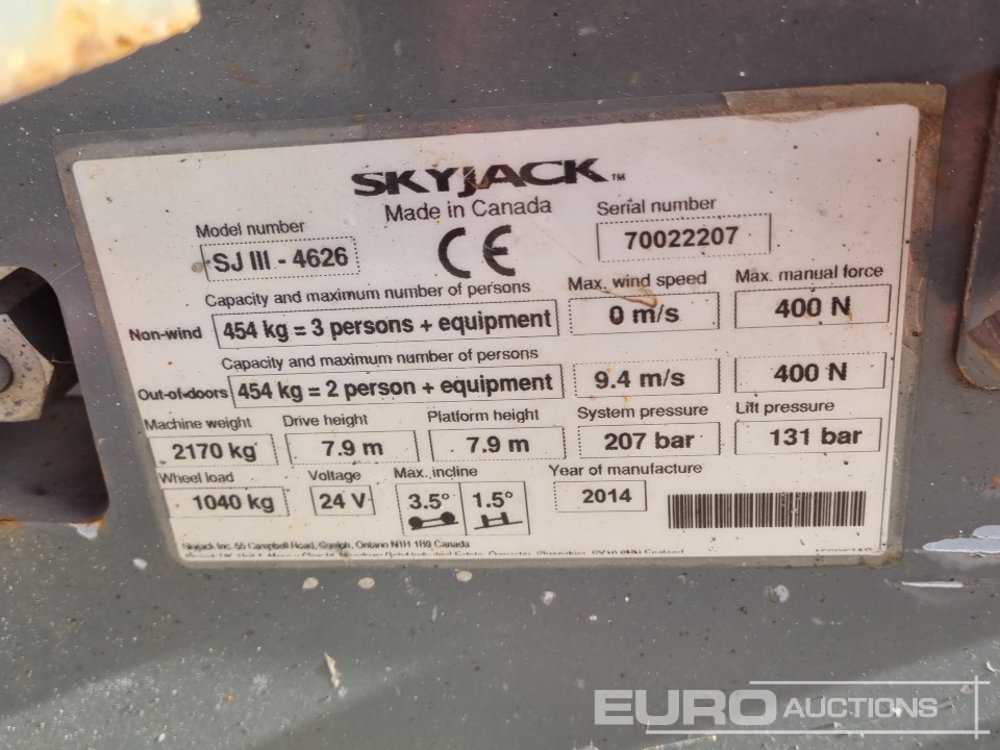 SKYJACK™
Made in Canada
Model number
SJ III - 4626
CE
Serial number
70022207
Capacity and maximum number of persons
Max. wind speed
Max. manual force
Non-wind
454 kg = 3 persons + equipment
0 m/s
400 N
Capacity and maximum number of persons
Out-of-doors
454 kg = 2 person + equipment
9.4 m/s
400 N
Machine weight
Drive height
Platform height
System pressure
Lift pressure
2170 kg
7.9 m
7.9 m
207 bar
131 bar
Wheel load
Voltage
Max. incline
Year of manufacture
1040 kg
24 V
3.5°
1.5°
2014
Skyjack Inc. 55 Campbell Road, Guelph, Ontario N1H 1B9 Canada
EURO AUCTIONS